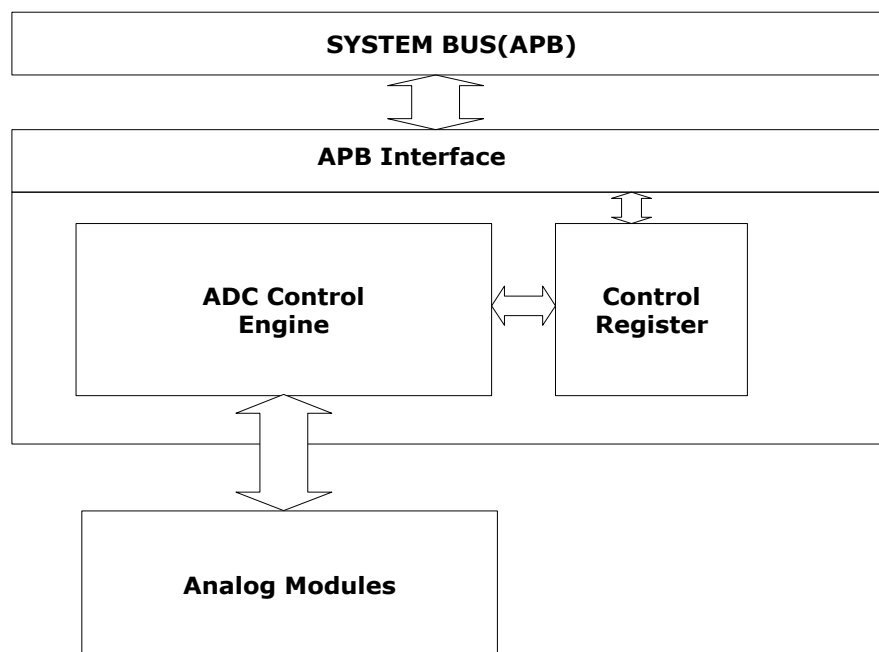 SYSTEM BUS(APB)
APB Interface
ADC Control
Engine
Control
Register
Analog Modules